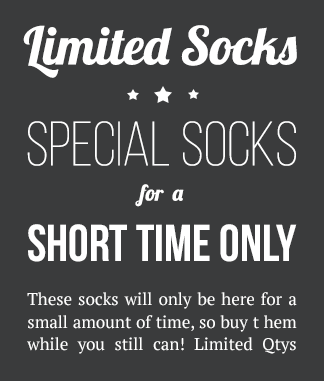 Limited Socks
SPECIAL SOCKS
for a
SHORT TIME ONLY
These socks will only be here for a
small amount of time, so buy t hem
while you still can! Limited Qtys